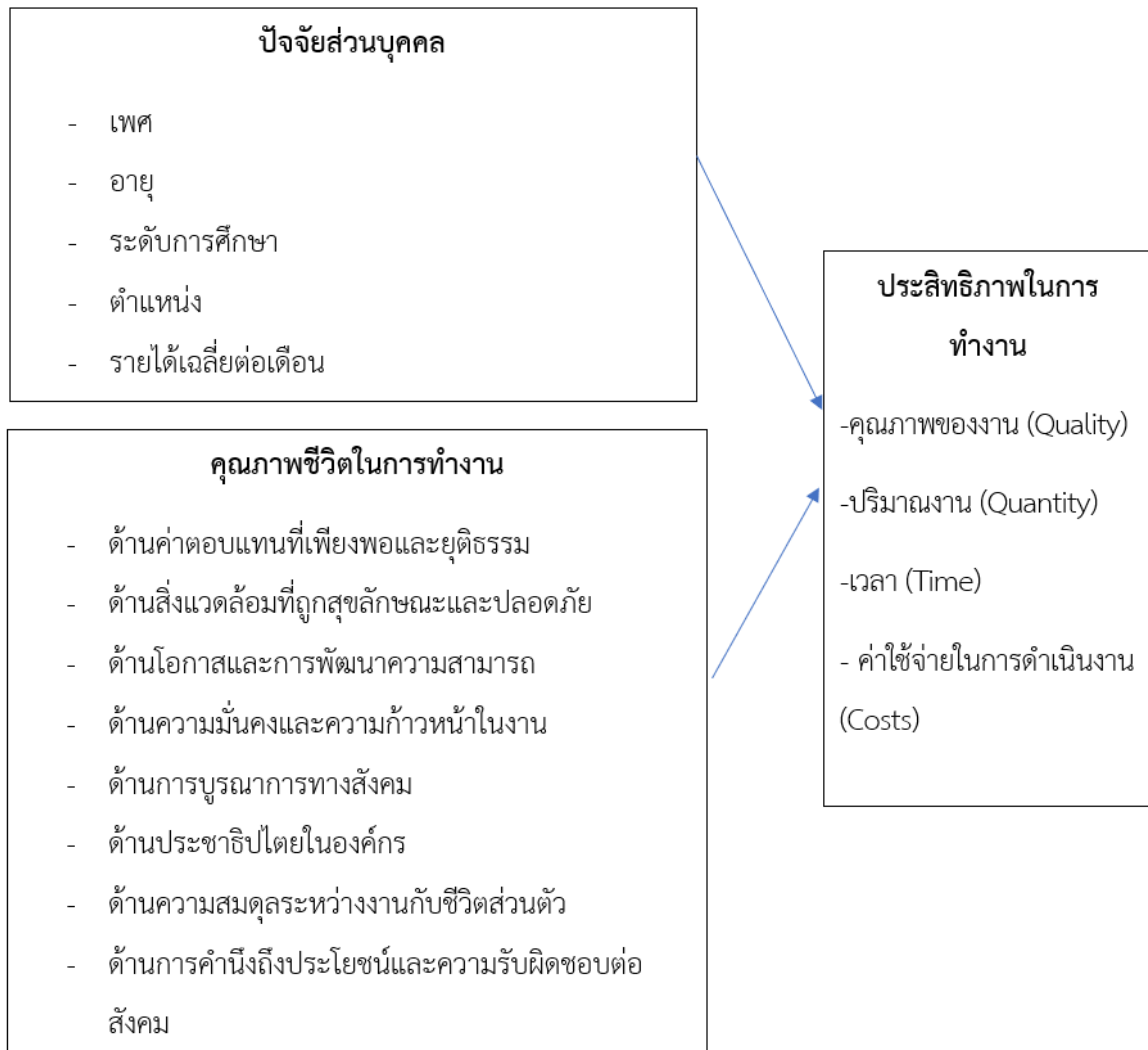 ปัจจัยส่วนบุคคล
- เพศ
- อายุ
- ระดับการศึกษา
- ตำแหน่ง
- รายได้เฉลี่ยต่อเดือน
คุณภาพชีวิตในการทำงาน
- ด้านค่าตอบแทนที่เพียงพอและยุติธรรม
- ด้านสิ่งแวดล้อมที่ถูกสุขลักษณะและปลอดภัย
- ด้านโอกาสและการพัฒนาความสามารถ
- ด้านความมั่นคงและความก้าวหน้าในงาน
- ด้านการบูรณาการทางสังคม
- ด้านประชาธิปไตยในองค์กร
- ด้านความสมดุลระหว่างงานกับชีวิตส่วนตัว
- ด้านการคำนึงถึงประโยชน์และความรับผิดชอบต่อ
สังคม
ประสิทธิภาพในการ
ทำงาน
-คุณภาพของงาน (Quality)
-ปริมาณงาน (Quantity)
-เวลา (Time)
- ค่าใช้จ่ายในการดำเนินงาน
(Costs)